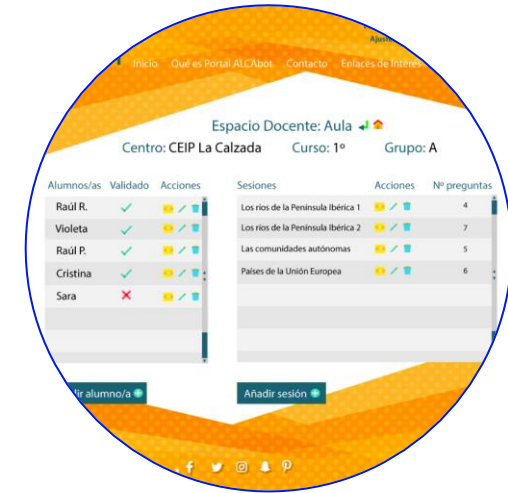 Inicio Qué es Portal ALCAbot Contacto Enlaces de Interés
Espacio Docente: Aula
Centro: CEIP La Calzada Curso: 1º Grupo: A
Alumnos/as Validado Acciones Sesiones Acciones Nº preguntas
Raúl R. Los ríos de la Península Ibérica 1 4
Violeta Los ríos de la Península Ibérica 2 7
Raúl P. Las comunidades autónomas 5
Cristina Países de la Unión Europea 6
Sara
alumno/a Añadir sesión